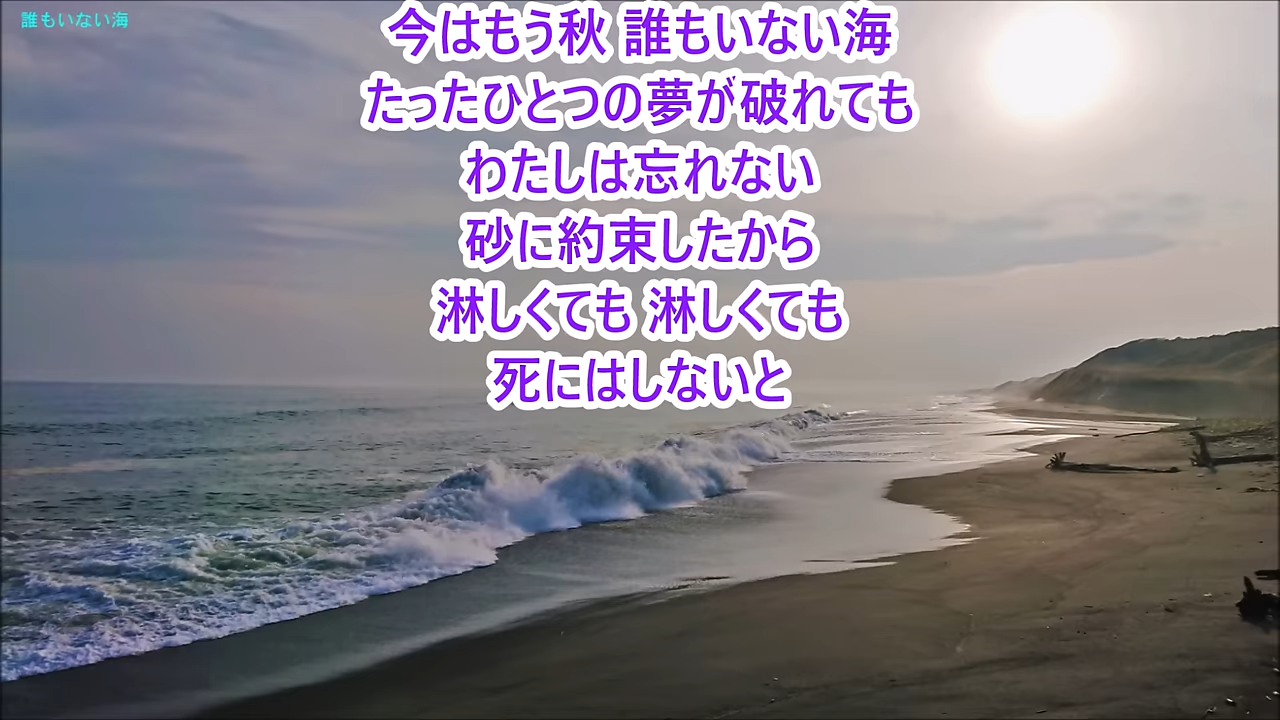 誰もいない海
今はもう秋 誰もいない海
たったひとつの夢が破れても
わたしは忘れない
砂に約束したから
淋しくても 淋しくても
死にはしないと